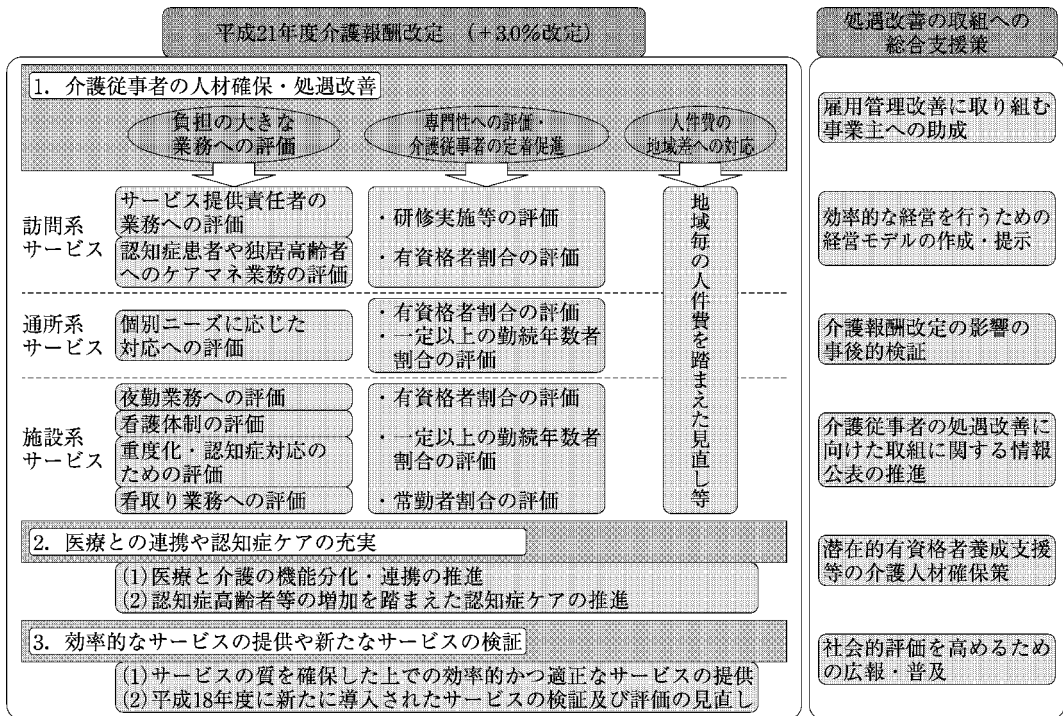 平成21年度介護報酬改定 (+3.0%改定)
1. 介護従事者の人材確保・処遇改善
負担の大きな
業務への評価
専門性への評価・
介護従事者の定着促進
人件費の
地域差への対応
訪問系
サービス
サービス提供責任者の
業務への評価
認知症患者や独居高齢者
へのケアマネ業務の評価
・研修実施等の評価
・有資格者割合の評価
地域毎の人件費を踏まえた見直し等
通所系
サービス
個別ニーズに応じた
対応への評価
・有資格者割合の評価
・一定以上の勤続年数者
割合の評価
施設系
サービス
夜勤業務への評価
看護体制の評価
重度化・認知症対応の
ための評価
看取り業務への評価
・有資格者割合の評価
・一定以上の勤続年数者
割合の評価
・常勤者割合の評価
2. 医療との連携や認知症ケアの充実
(1)医療と介護の機能分化・連携の推進
(2)認知症高齢者等の増加を踏まえた認知症ケアの推進
3. 効率的なサービスの提供や新たなサービスの検証
(1)サービスの質を確保した上での効率的かつ適正なサービスの提供
(2)平成18年度に新たに導入されたサービスの検証及び評価の見直し
処遇改善の取組への
総合支援策
雇用管理改善に取り組む
事業主への助成
効率的な経営を行うための
経営モデルの作成・提示
介護報酬改定の影響の
事後的検証
介護従事者の処遇改善に
向けた取組に関する情報
公表の推進
潜在的有資格者養成支援
等の介護人材確保策
社会的評価を高めるため
の広報・普及